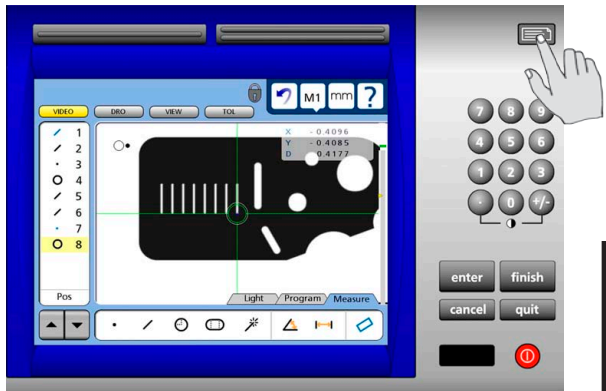 M1 mm ?
VIDEO DRO VIEW TOL
X - 0.4096
Y - 0.4085
D 0.4177
1
2
3
4
5
6
7
8
Pos
Light Program Measure
7 8 9
4 5 6
1 2 3
. 0 +/-
enter finish
cancel quit